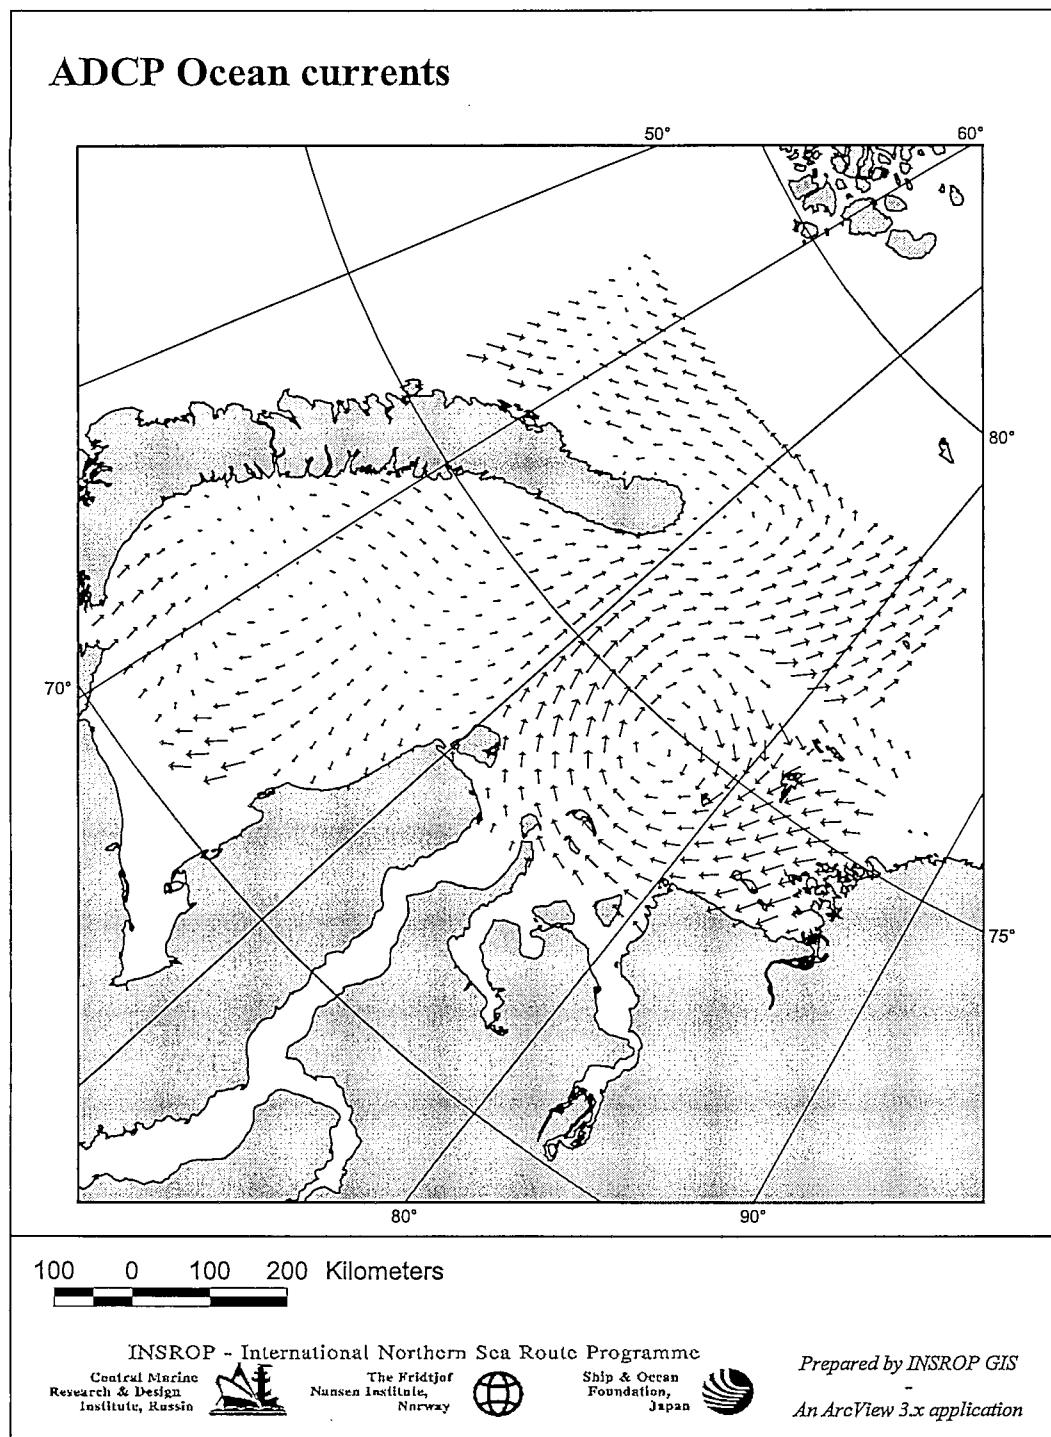 ADCP Ocean currents
50° 60°
80°
70°
75°
80° 90°
100 0 100 200 Kilometers
INSROP - International Northern Sea Route Programme
Central Marine
Research & Design
Institute, Russia
The Fridtjof
Nansen Institute,
Norway
Ship & Ocean
Foundation,
Japan
Prepared by INSROP GIS
-
An ArcView 3.x application